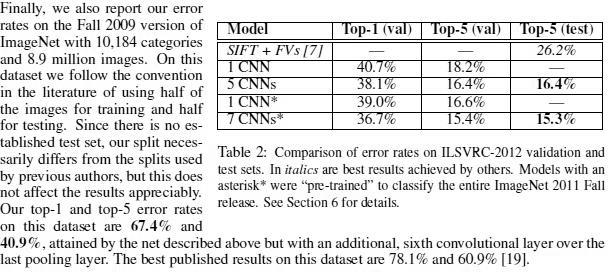 Finally, we also report our error
rates on the Fall 2009 version of
ImageNet with 10,184 categories
and 8.9 million images. On this
dataset we follow the convention
in the literature of using half of
the images for training and half
for testing. Since there is no es-
tablished test set, our split neces-
sarily differs from the splits used
by previous authors, but this does
not affect the results appreciably.
Our top-1 and top-5 error rates
on this dataset are 67.4% and
40.9%, attained by the net described above but with an additional, sixth convolutional layer over the
last pooling layer. The best published results on this dataset are 78.1% and 60.9% [19].
Model Top-1 (val) Top-5 (val) Top-5 (test)
SIFT + FVs [7] — — 26.2%
1 CNN 40.7% 18.2% —
5 CNNs 38.1% 16.4% 16.4%
1 CNN* 39.0% 16.6% —
7 CNNs* 36.7% 15.4% 15.3%
Table 2: Comparison of error rates on ILSVRC-2012 validation and
test sets. In italics are best results achieved by others. Models with an
asterisk* were “pre-trained” to classify the entire ImageNet 2011 Fall
release. See Section 6 for details.